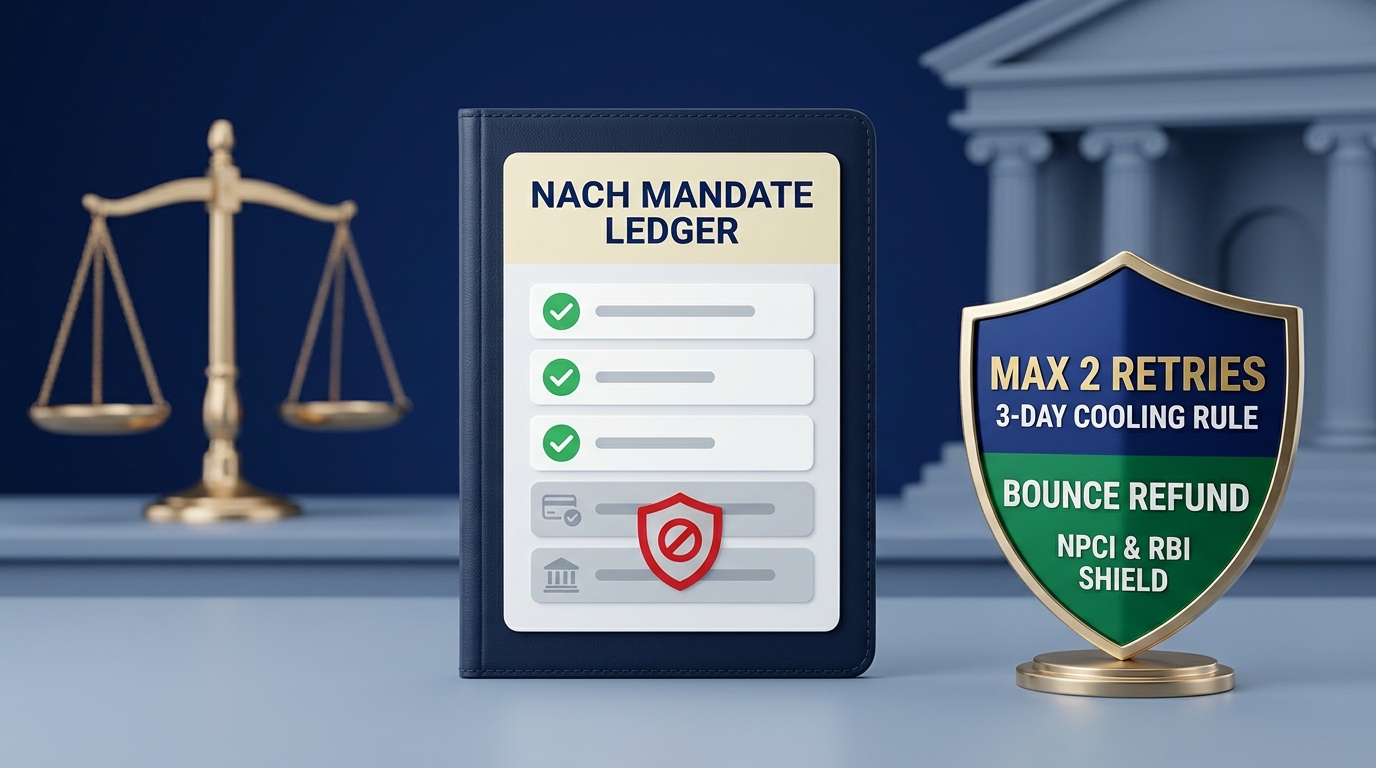 NACH MANDATE
LEDGER
MAX 2 RETRIES
3-DAY COOLING RULE
BOUNCE REFUND
NPCI & RBI
SHIELD